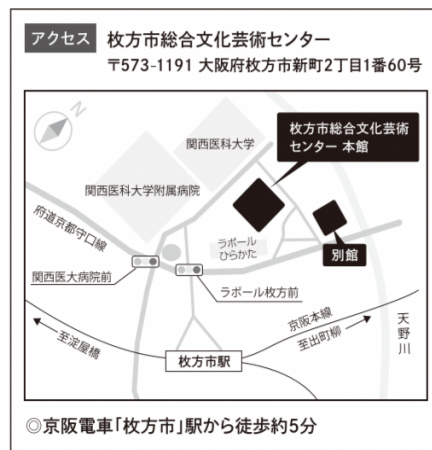 アクセス 枚方市総合文化芸術センター
〒573-1191 大阪府枚方市新町2丁目1番60号
N
関西医科大学
枚方市総合文化芸術
センター 本館
関西医科大学附属病院
府道京都守口線
ラポール
ひらかた
別館
関西医大病院前
ラポール枚方前
京阪本線
至出町柳
天野川
至淀屋橋
枚方市駅
◎京阪電車「枚方市」駅から徒歩約5分